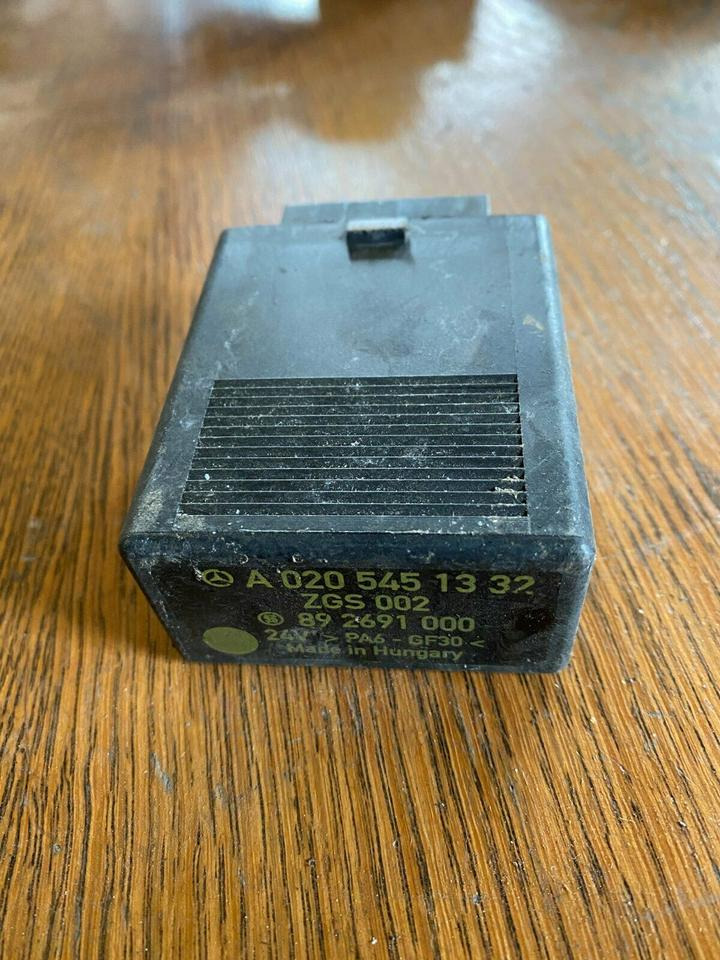 A 020 545 13 32
ZGS 002
89 2691 000
24V > PA6 - GF30 <
Made in Hungary